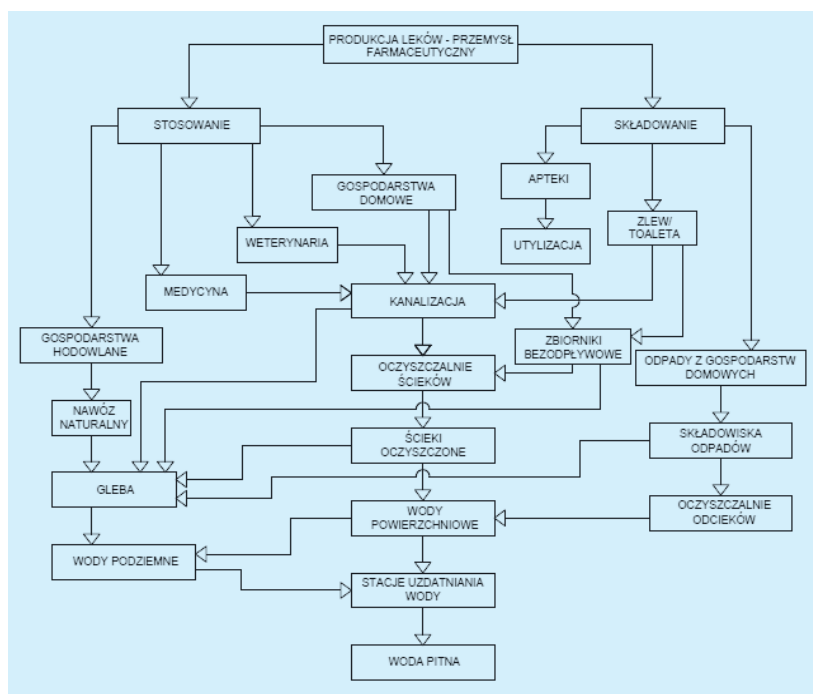 PRODUKCJA LEKÓW - PRZEMYSŁ
FARMACEUTYCZNY
STOSOWANIE
SKŁADOWANIE
GOSPODARSTWA
DOMOWE
APTEKI
ZLEW/
TOALETA
WETERYNARIA
UTYLIZACJA
MEDYCYNA
KANALIZACJA
GOSPODARSTWA
HODOWLANE
ZBIORNIKI
BEZODPŁYWOWE
ODPADY Z GOSPODARSTW
DOMOWYCH
OCZYSZCZALNIE
ŚCIEKÓW
NAWÓZ
NATURALNY
ŚCIEKI
OCZYSZCZONE
SKŁADOWISKA
ODPADÓW
GLEBA
WODY
POWIERZCHNIOWE
OCZYSZCZALNIE
ODCIEKÓW
WODY PODZIEMNE
STACJE UZDATNIANIA
WODY
WODA PITNA